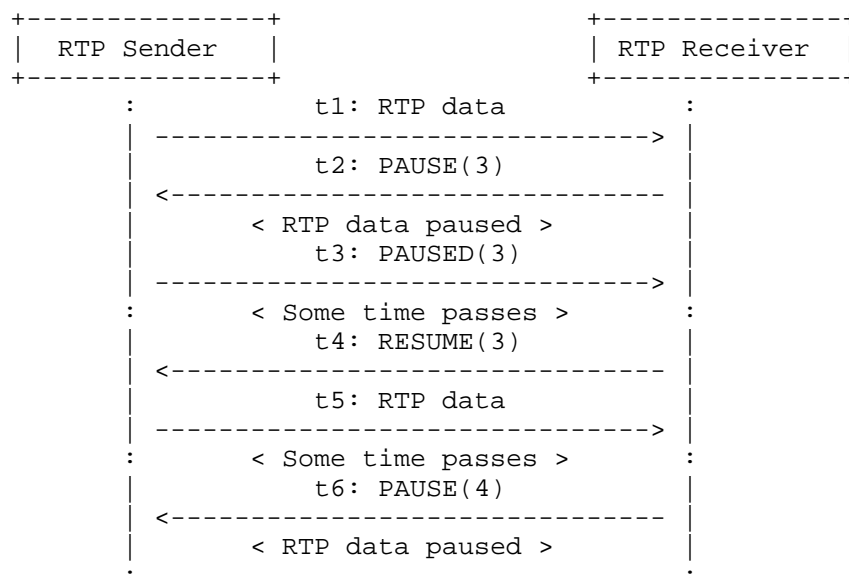 RTP Sender RTP Receiver
t1: RTP data
t2: PAUSE(3)
< RTP data paused >
t3: PAUSED(3)
< Some time passes >
t4: RESUME(3)
t5: RTP data
< Some time passes >
t6: PAUSE(4)
< RTP data paused >